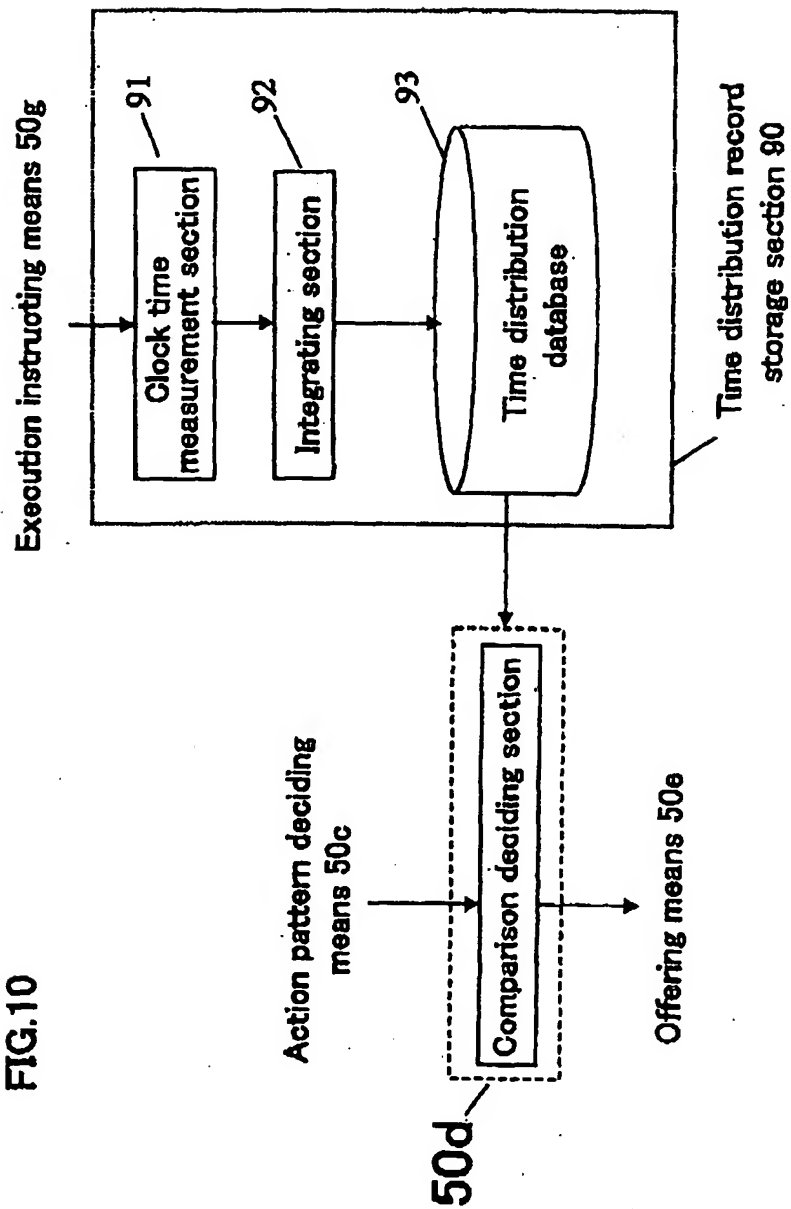 FIG.10
Execution instructing means 50g
Clock time
measurement section
91
Integrating section
92
Time distribution
database
93
Time distribution record
storage section 90
Action pattern deciding
means 50c
Comparison deciding section
50d
Offering means 50e